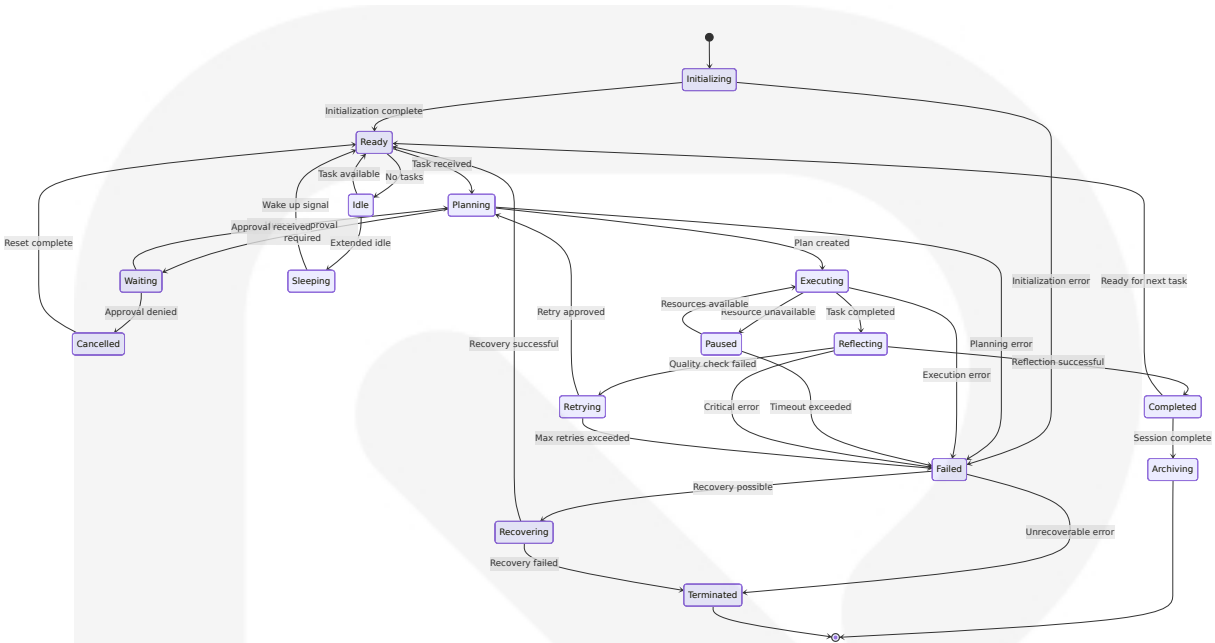 Initializing
Initialization complete
Ready
Task received
Task available
No tasks
Wake up signal
Idle
Planning
Approval received
proval
required
Reset complete
Extended idle
Plan created
Waiting
Sleeping
Executing
Initialization error
Ready for next task
Resources available
Resource unavailable
Approval denied
Retry approved
Task completed
Cancelled
Recovery successful
Paused
Reflecting
Planning error
Quality check failed
Reflection successful
Execution error
Retrying
Critical error
Timeout exceeded
Completed
Max retries exceeded
Session complete
Failed
Archiving
Recovery possible
Recovering
Unrecoverable error
Recovery failed
Terminated